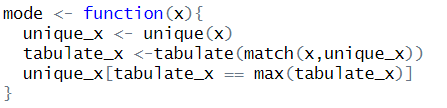 mode <- function(x){
  unique_x <- unique(x)
  tabulate_x <-tabulate(match(x,unique_x))
  unique_x[tabulate_x == max(tabulate_x)]
}